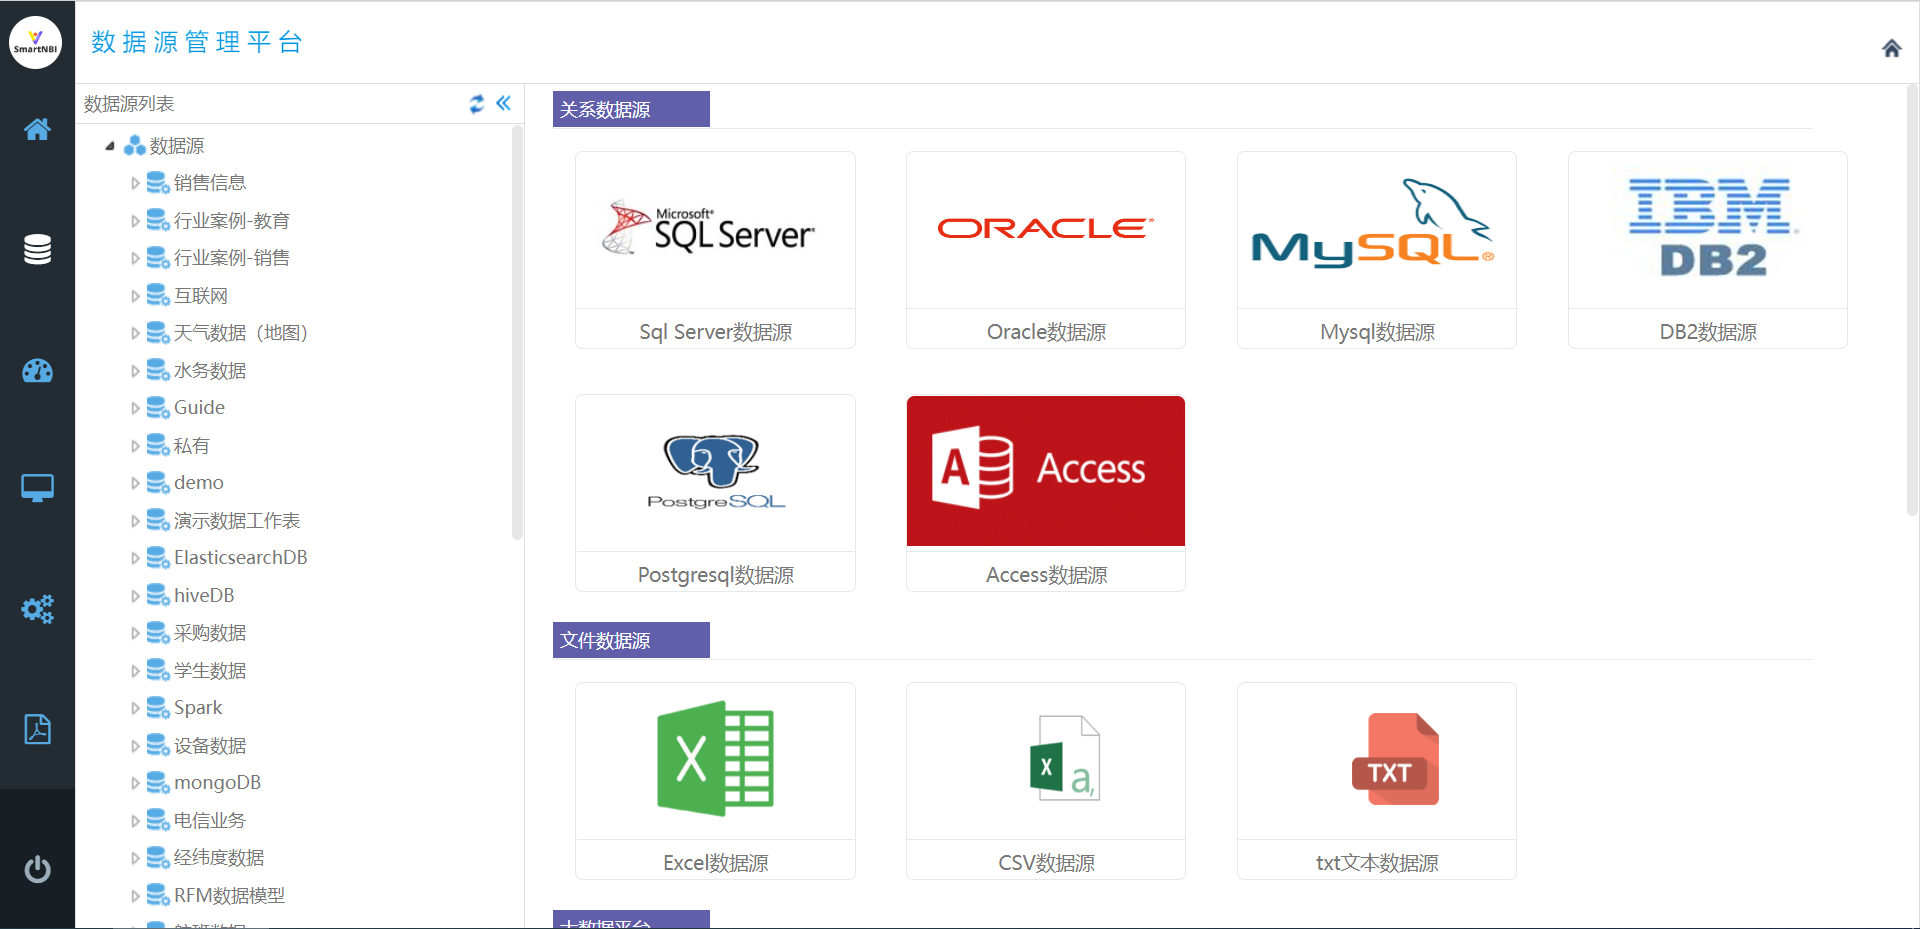 SmartNBI
数据源管理平台
数据源列表
数据源
销售信息
行业案例-教育
行业案例-销售
互联网
天气数据（地图）
水务数据
Guide
私有
demo
演示数据工作表
ElasticsearchDB
hiveDB
采购数据
学生数据
Spark
设备数据
mongoDB
电信业务
经纬度数据
RFM数据模型
航班数据
关系数据源
Microsoft®
SQL Server
Sql Server数据源
ORACLE®
Oracle数据源
MySQL®
Mysql数据源
IBM
DB2
DB2数据源
PostgreSQL
Postgresql数据源
A
Access
Access数据源
文件数据源
X
Excel数据源
X
a,
CSV数据源
TXT
txt文本数据源
大数据平台